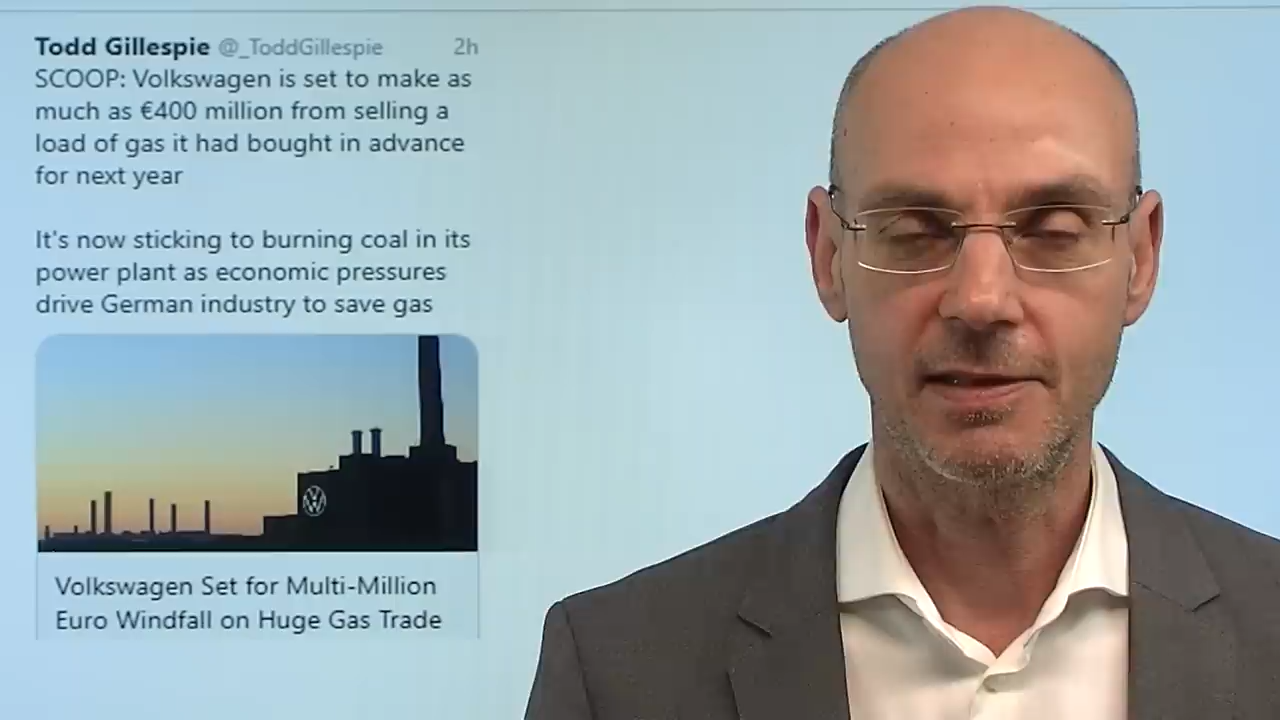 Todd Gillespie @_ToddGillespie 2h
SCOOP: Volkswagen is set to make as
much as €400 million from selling a
load of gas it had bought in advance
for next year
It's now sticking to burning coal in its
power plant as economic pressures
drive German industry to save gas
Volkswagen Set for Multi-Million
Euro Windfall on Huge Gas Trade